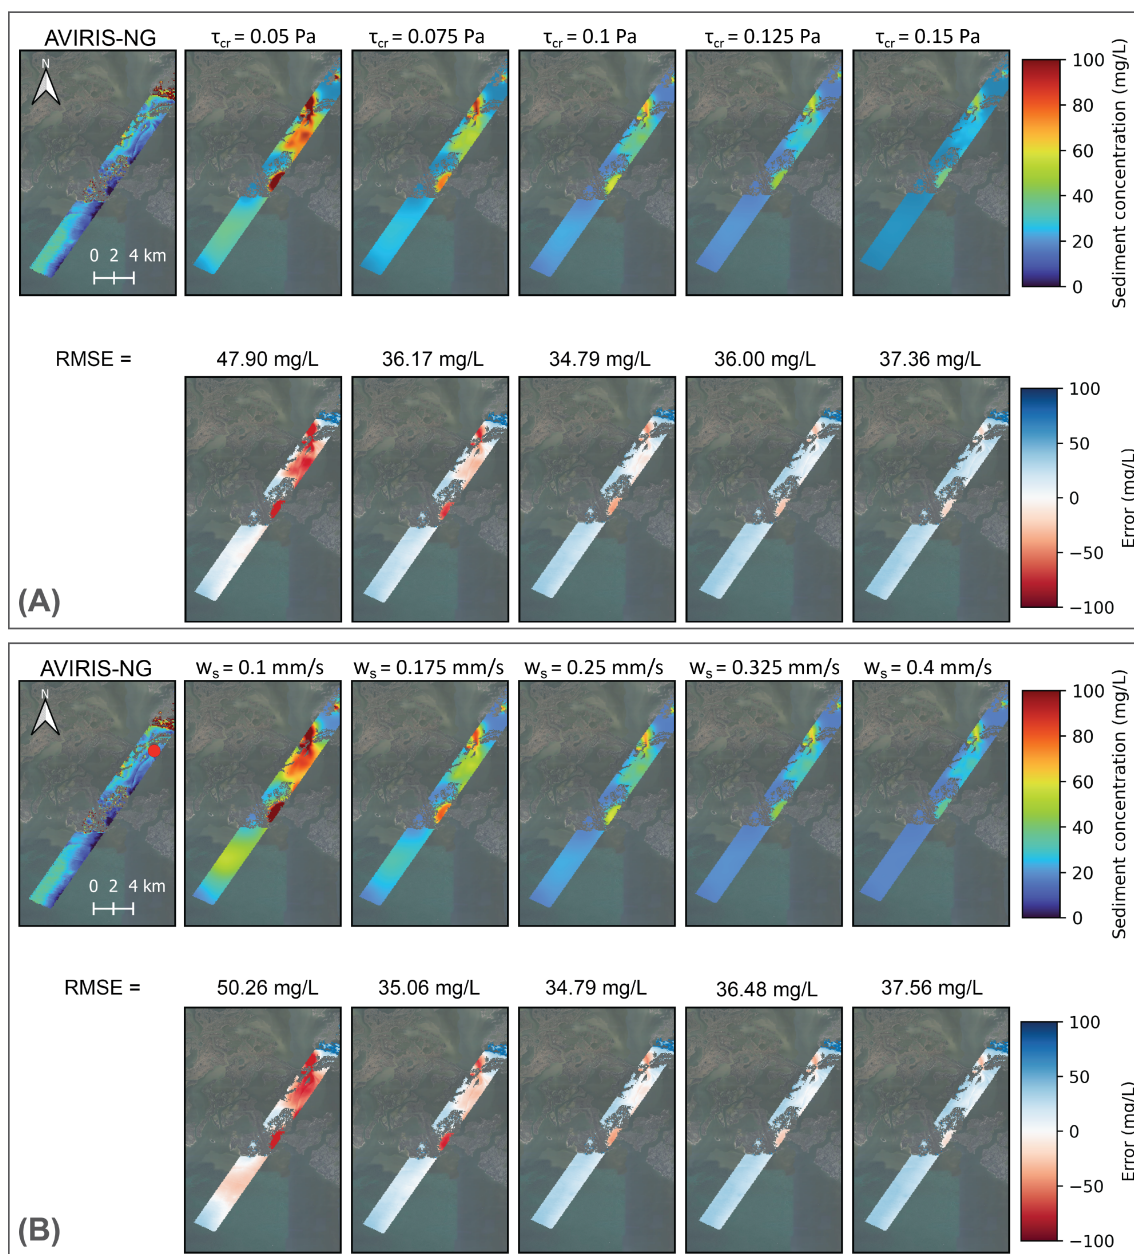 AVIRIS-NG τcr = 0.05 Pa τcr = 0.075 Pa τcr = 0.1 Pa τcr = 0.125 Pa τcr = 0.15 Pa
N
0 2 4 km
100
80
60
40
20
0
Sediment concentration (mg/L)
RMSE = 47.90 mg/L 36.17 mg/L 34.79 mg/L 36.00 mg/L 37.36 mg/L
100
50
0
−50
−100
Error (mg/L)
(A)
AVIRIS-NG ws = 0.1 mm/s ws = 0.175 mm/s ws = 0.25 mm/s ws = 0.325 mm/s ws = 0.4 mm/s
N
0 2 4 km
100
80
60
40
20
0
Sediment concentration (mg/L)
RMSE = 50.26 mg/L 35.06 mg/L 34.79 mg/L 36.48 mg/L 37.56 mg/L
100
50
0
−50
−100
Error (mg/L)
(B)